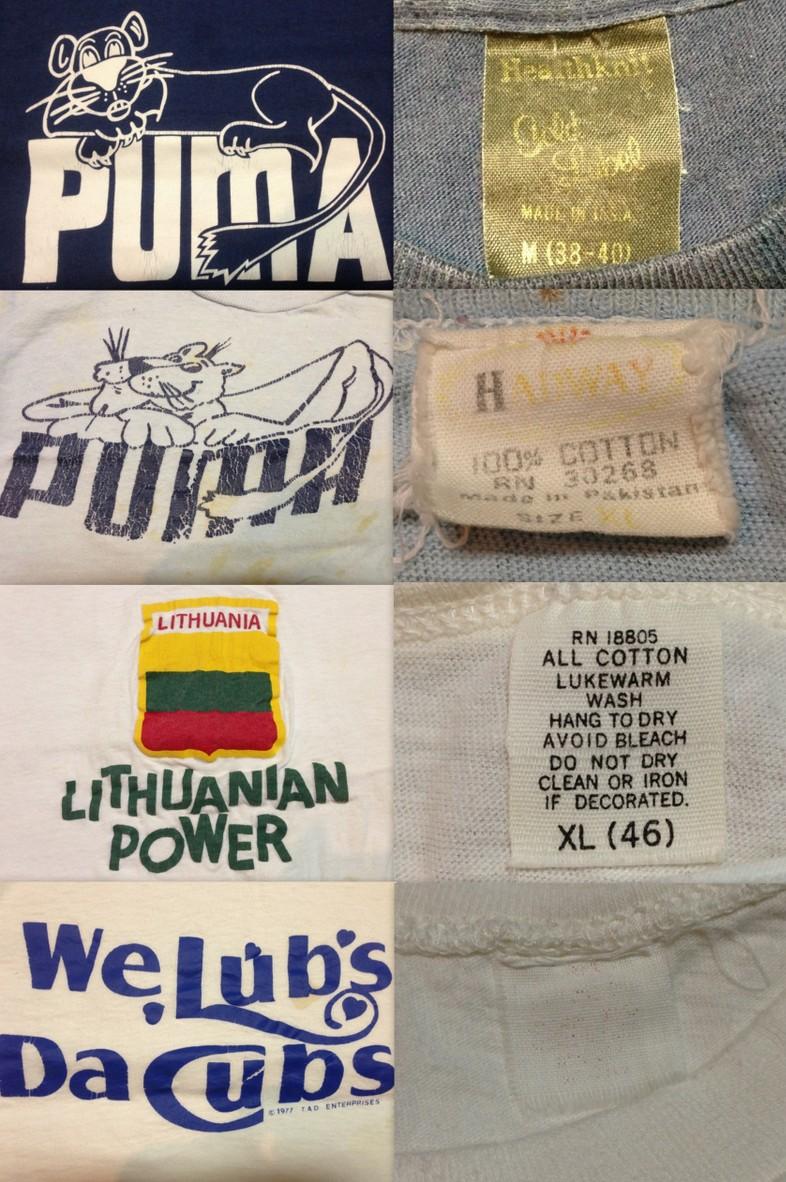 PUMA
Healthknit
Gold
Label
MADE IN U.S.A.
M (38-40)
PUMA
HADWAY
100% COTTON
RN 30268
made in Pakistan
SIZE XL
LITHUANIA
LITHUANIAN
POWER
RN 18805
ALL COTTON
LUKEWARM
WASH
HANG TO DRY
AVOID BLEACH
DO NOT DRY
CLEAN OR IRON
IF DECORATED.
XL (46)
We Lub's
Da Cubs
©1977 T.A.D ENTERPRISES